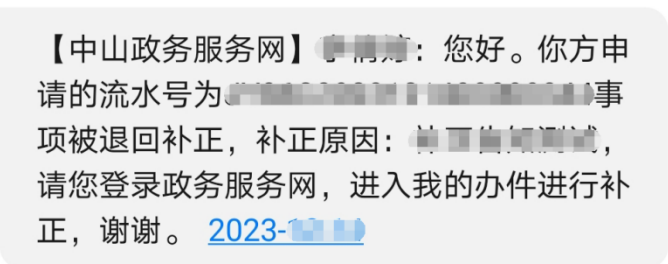 【中山政务服务网】：您好。你方申
请的流水号为事
项被退回补正，补正原因：，
请您登录政务服务网，进入我的办件进行补
正，谢谢。 2023-